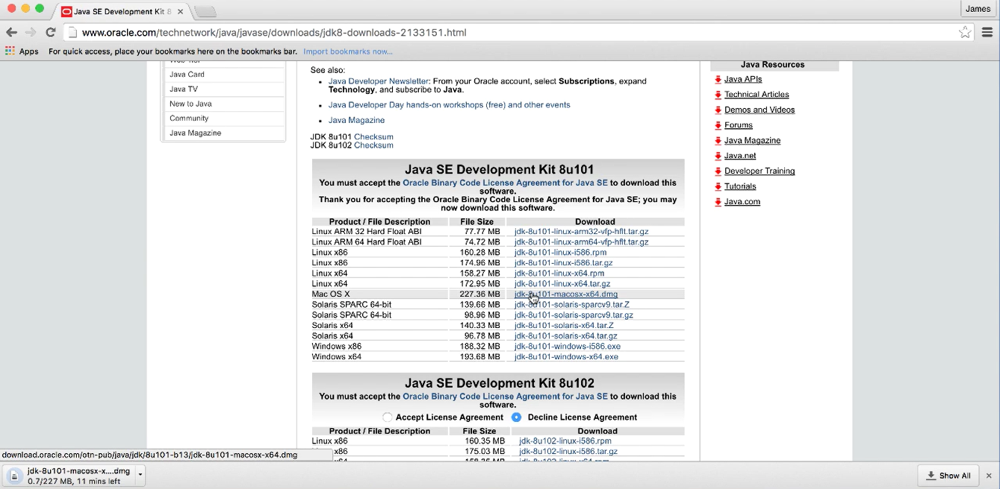 Java SE Development Kit 8
James
www.oracle.com/technetwork/java/javase/downloads/jdk8-downloads-2133151.html
Apps For quick access, place your bookmarks here on the bookmarks bar. Import bookmarks now...
Java Card
Java TV
New to Java
Community
Java Magazine
See also:
• Java Developer Newsletter: From your Oracle account, select Subscriptions, expand
Technology, and subscribe to Java.
• Java Developer Day hands-on workshops (free) and other events
• Java Magazine
JDK 8u101 Checksum
JDK 8u102 Checksum
Java SE Development Kit 8u101
You must accept the Oracle Binary Code License Agreement for Java SE to download this
software.
Thank you for accepting the Oracle Binary Code License Agreement for Java SE; you may
now download this software.
Product / File Description File Size Download
Linux ARM 32 Hard Float ABI 77.77 MB jdk-8u101-linux-arm32-vfp-hflt.tar.gz
Linux ARM 64 Hard Float ABI 74.72 MB jdk-8u101-linux-arm64-vfp-hflt.tar.gz
Linux x86 160.28 MB jdk-8u101-linux-i586.rpm
Linux x86 174.96 MB jdk-8u101-linux-i586.tar.gz
Linux x64 158.27 MB jdk-8u101-linux-x64.rpm
Linux x64 172.95 MB jdk-8u101-linux-x64.tar.gz
Mac OS X 227.36 MB jdk-8u101-macosx-x64.dmg
Solaris SPARC 64-bit 139.66 MB jdk-8u101-solaris-sparcv9.tar.Z
Solaris SPARC 64-bit 98.96 MB jdk-8u101-solaris-sparcv9.tar.gz
Solaris x64 140.33 MB jdk-8u101-solaris-x64.tar.Z
Solaris x64 96.78 MB jdk-8u101-solaris-x64.tar.gz
Windows x86 188.32 MB jdk-8u101-windows-i586.exe
Windows x64 193.68 MB jdk-8u101-windows-x64.exe
Java SE Development Kit 8u102
You must accept the Oracle Binary Code License Agreement for Java SE to download this
software.
Accept License Agreement Decline License Agreement
Product / File Description File Size Download
Linux x86 160.35 MB jdk-8u102-linux-i586.rpm
x86 175.03 MB jdk-8u102-linux-i586.tar.gz
Java Resources
Java APIs
Technical Articles
Demos and Videos
Forums
Java Magazine
Java.net
Developer Training
Tutorials
Java.com
download.oracle.com/otn-pub/java/jdk/8u101-b13/jdk-8u101-macosx-x64.dmg
jdk-8u101-macosx-x....dmg
0.7/227 MB, 11 mins left
Show All